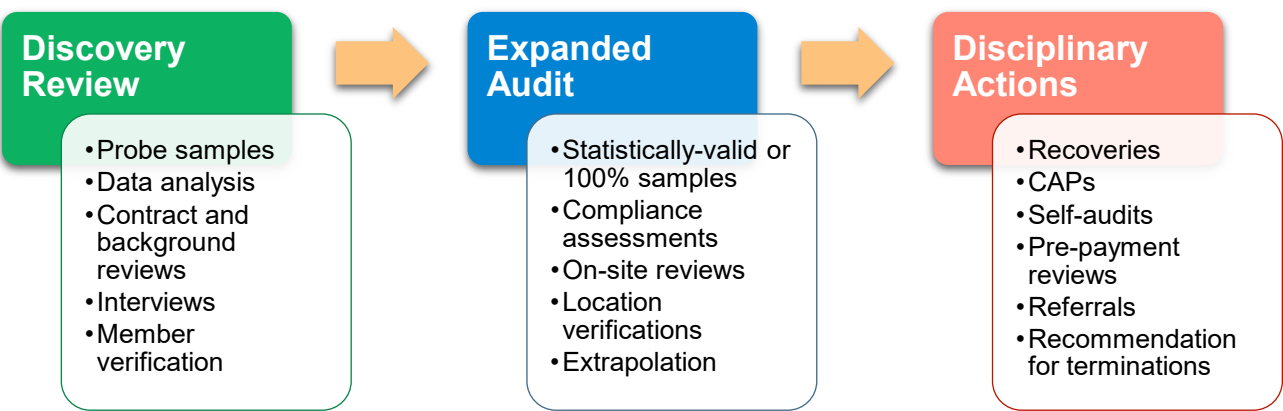 Discovery
Review
•Probe samples
•Data analysis
•Contract and
background
reviews
•Interviews
•Member
verification
Expanded
Audit
•Statistically-valid or
100% samples
•Compliance
assessments
•On-site reviews
•Location
verifications
•Extrapolation
Disciplinary
Actions
•Recoveries
•CAPs
•Self-audits
•Pre-payment
reviews
•Referrals
•Recommendation
for terminations